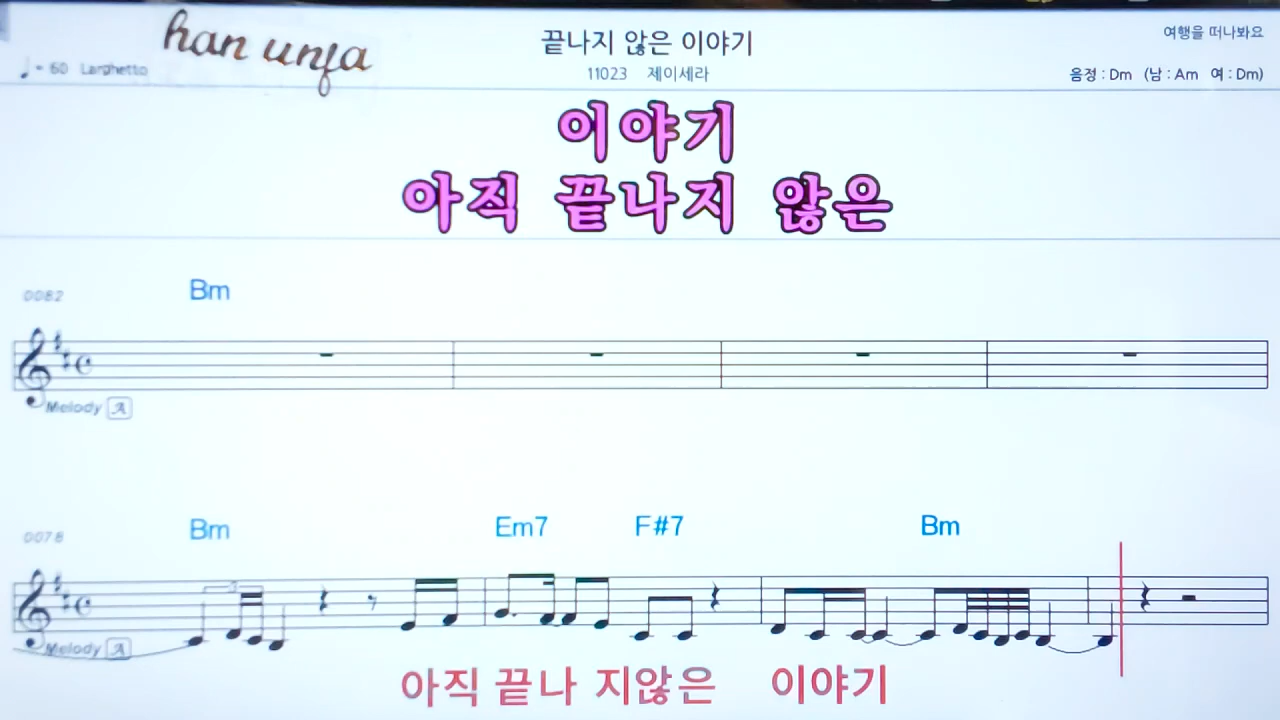 han unja
끝나지 않은 이야기
여행을 떠나봐요
♩= 60 Larghetto
11023 제이세라
음정 : Dm (남 : Am 여 : Dm)
이야기
아직 끝나지 않은
0082
Bm
Melody A
0078
Bm Em7 F#7 Bm
Melody A
아직 끝나 지않은 이야기